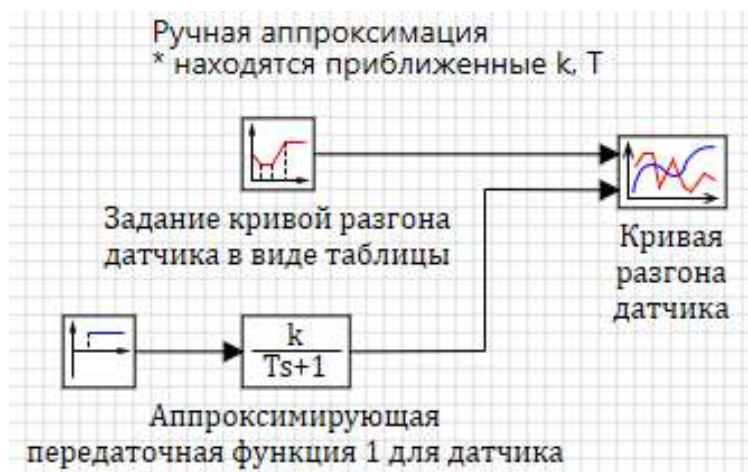 Ручная аппроксимация
* находятся приближенные k, T
Задание кривой разгона
датчика в виде таблицы
Кривая
разгона
датчика
k
Ts+1
Аппроксимирующая
передаточная функция 1 для датчика